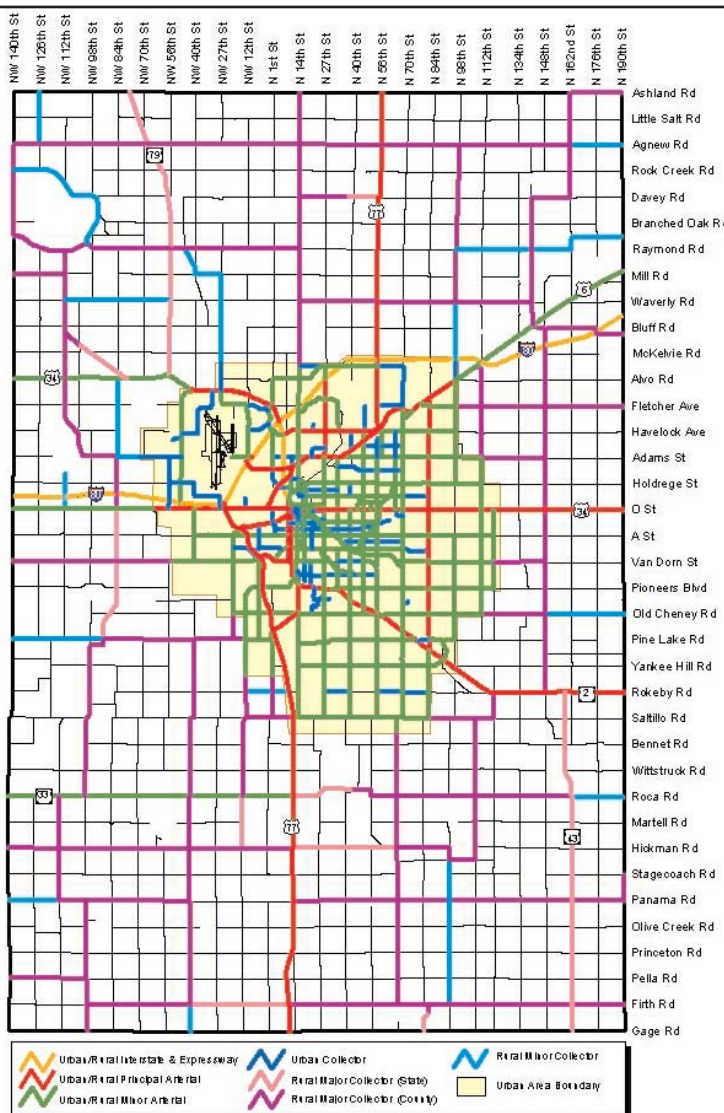 NW 140th St
NW 126th St
NW 112th St
NW 98th St
NW 84th St
NW 70th St
NW 56th St
NW 40th St
NW 27th St
NW 12th St
N 1st St
N 14th St
N 27th St
N 40th St
N 56th St
N 70th St
N 84th St
N 98th St
N 112th St
N 134th St
N 148th St
N 162nd St
N 176th St
N 190th St
Ashland Rd
Little Salt Rd
Agnew Rd
79
Rock Creek Rd
Davey Rd
77
Branched Oak Rd
Raymond Rd
Mill Rd
6
Waverly Rd
Bluff Rd
80
McKelvie Rd
34
Alvo Rd
Fletcher Ave
Havelock Ave
Adams St
Holdrege St
80
O St
34
A St
Van Dorn St
Pioneers Blvd
Old Cheney Rd
Pine Lake Rd
Yankee Hill Rd
Rokeby Rd
2
Saltillo Rd
Bennet Rd
Wittstruck Rd
33
Roca Rd
77
Martell Rd
43
Hickman Rd
Stagecoach Rd
Panama Rd
Olive Creek Rd
Princeton Rd
Pella Rd
Firth Rd
Gage Rd
Urban/Rural Interstate & Expressway
Urban/Rural Principal Arterial
Urban/Rural Minor Arterial
Urban Collector
Rural Major Collector (State)
Rural Major Collector (County)
Rural Minor Collector
Urban Area Boundary